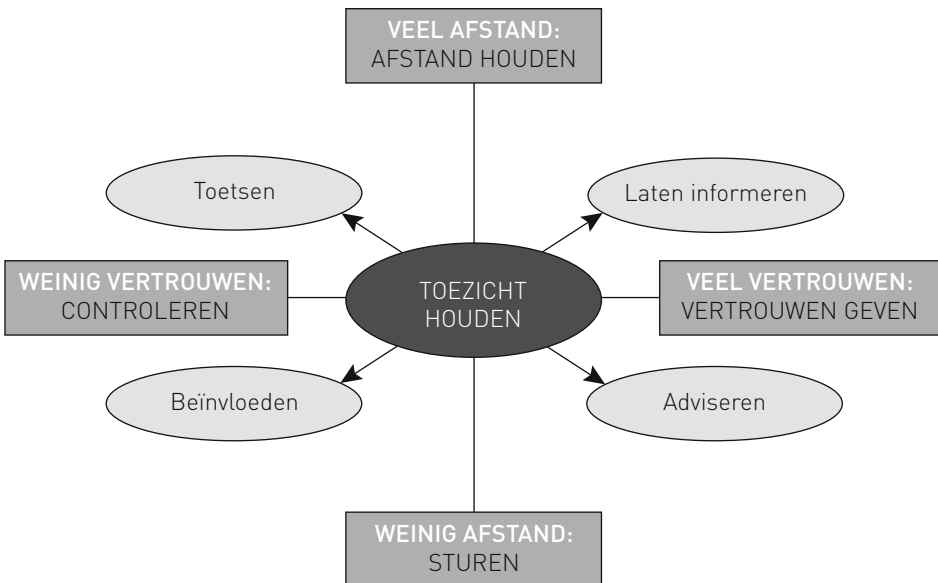 VEEL AFSTAND:
AFSTAND HOUDEN
Toetsen
Laten informeren
WEINIG VERTROUWEN:
CONTROLEREN
TOEZICHT
HOUDEN
VEEL VERTROUWEN:
VERTROUWEN GEVEN
Beïnvloeden
Adviseren
WEINIG AFSTAND:
STUREN